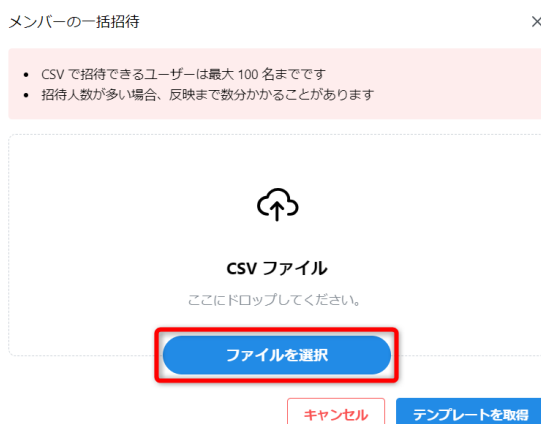 メンバーの一括招待
CSV で招待できるユーザーは最大 100 名までです
招待人数が多い場合、反映まで数分かかることがあります
CSV ファイル
ここにドロップしてください。
ファイルを選択
キャンセル
テンプレートを取得